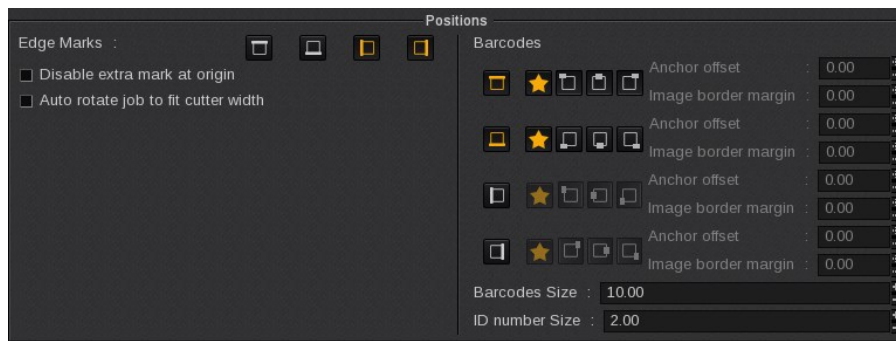 Positions
Edge Marks :
Disable extra mark at origin
Auto rotate job to fit cutter width
Barcodes
Anchor offset : 0.00
Image border margin : 0.00
Anchor offset : 0.00
Image border margin : 0.00
Anchor offset : 0.00
Image border margin : 0.00
Anchor offset : 0.00
Image border margin : 0.00
Barcodes Size : 10.00
ID number Size : 2.00